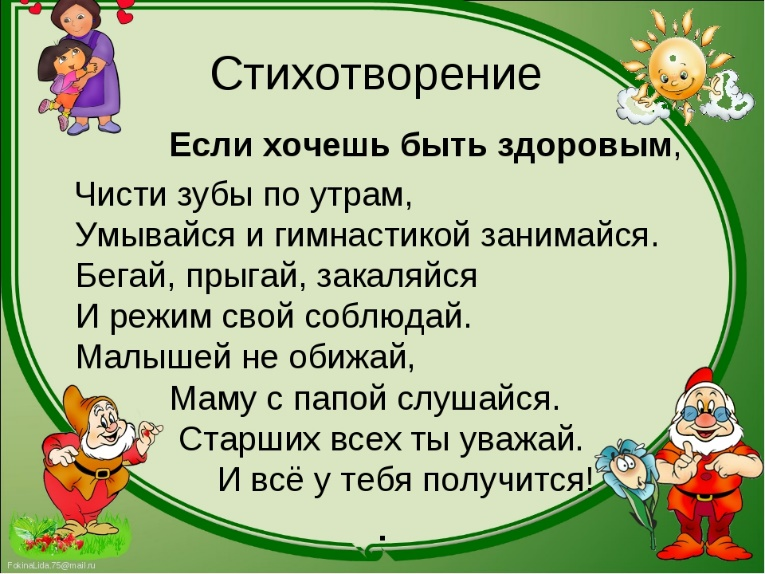 Стихотворение
Если хочешь быть здоровым,
Чисти зубы по утрам,
Умывайся и гимнастикой занимайся.
Бегай, прыгай, закаляйся
И режим свой соблюдай.
Малышей не обижай,
Маму с папой слушайся.
Старших всех ты уважай.
И всё у тебя получится!
.
FokinaLida.75@mail.ru